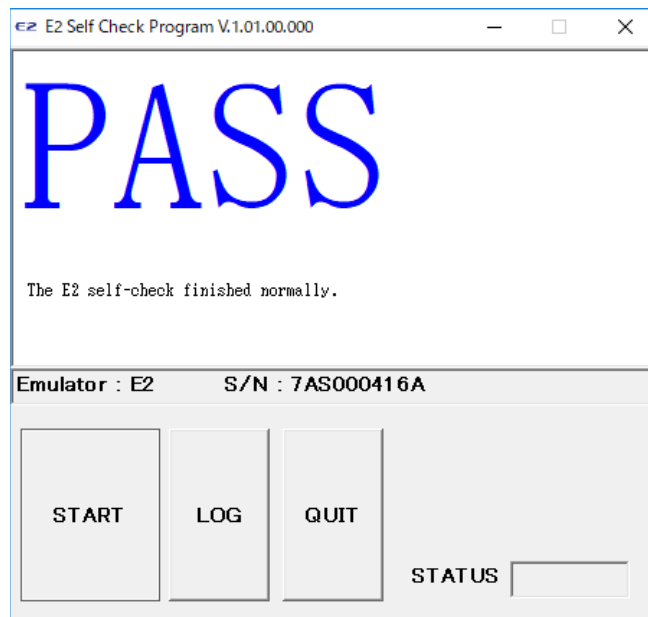 E2 E2 Self Check Program V.1.01.00.000
PASS
The E2 self-check finished normally.
Emulator : E2 S/N : 7AS000416A
START LOG QUIT
STATUS